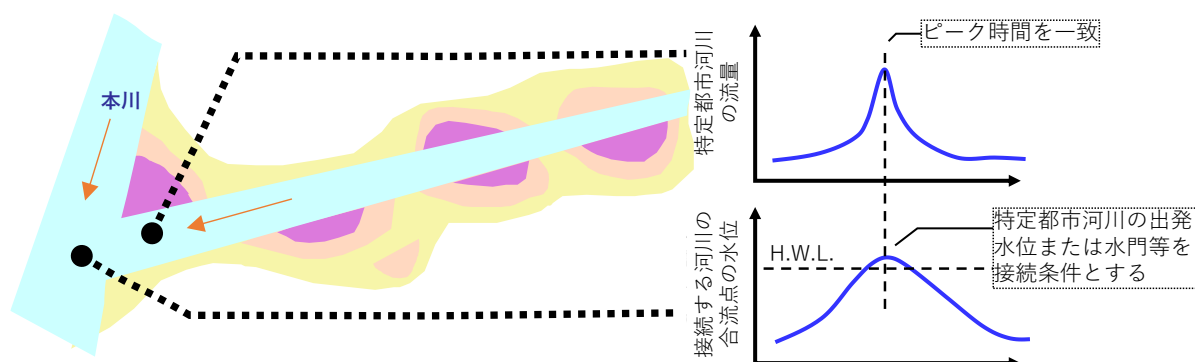 本川
特定都市河川
の流量
ピーク時間を一致
接続する河川の
合流点の水位
H.W.L.
特定都市河川の出発
水位または水門等を
接続条件とする